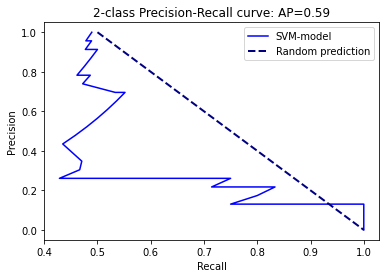 2-class Precision-Recall curve: AP=0.59
SVM-model
Random prediction
Precision
1.0
0.8
0.6
0.4
0.2
0.0
0.4 0.5 0.6 0.7 0.8 0.9 1.0
Recall